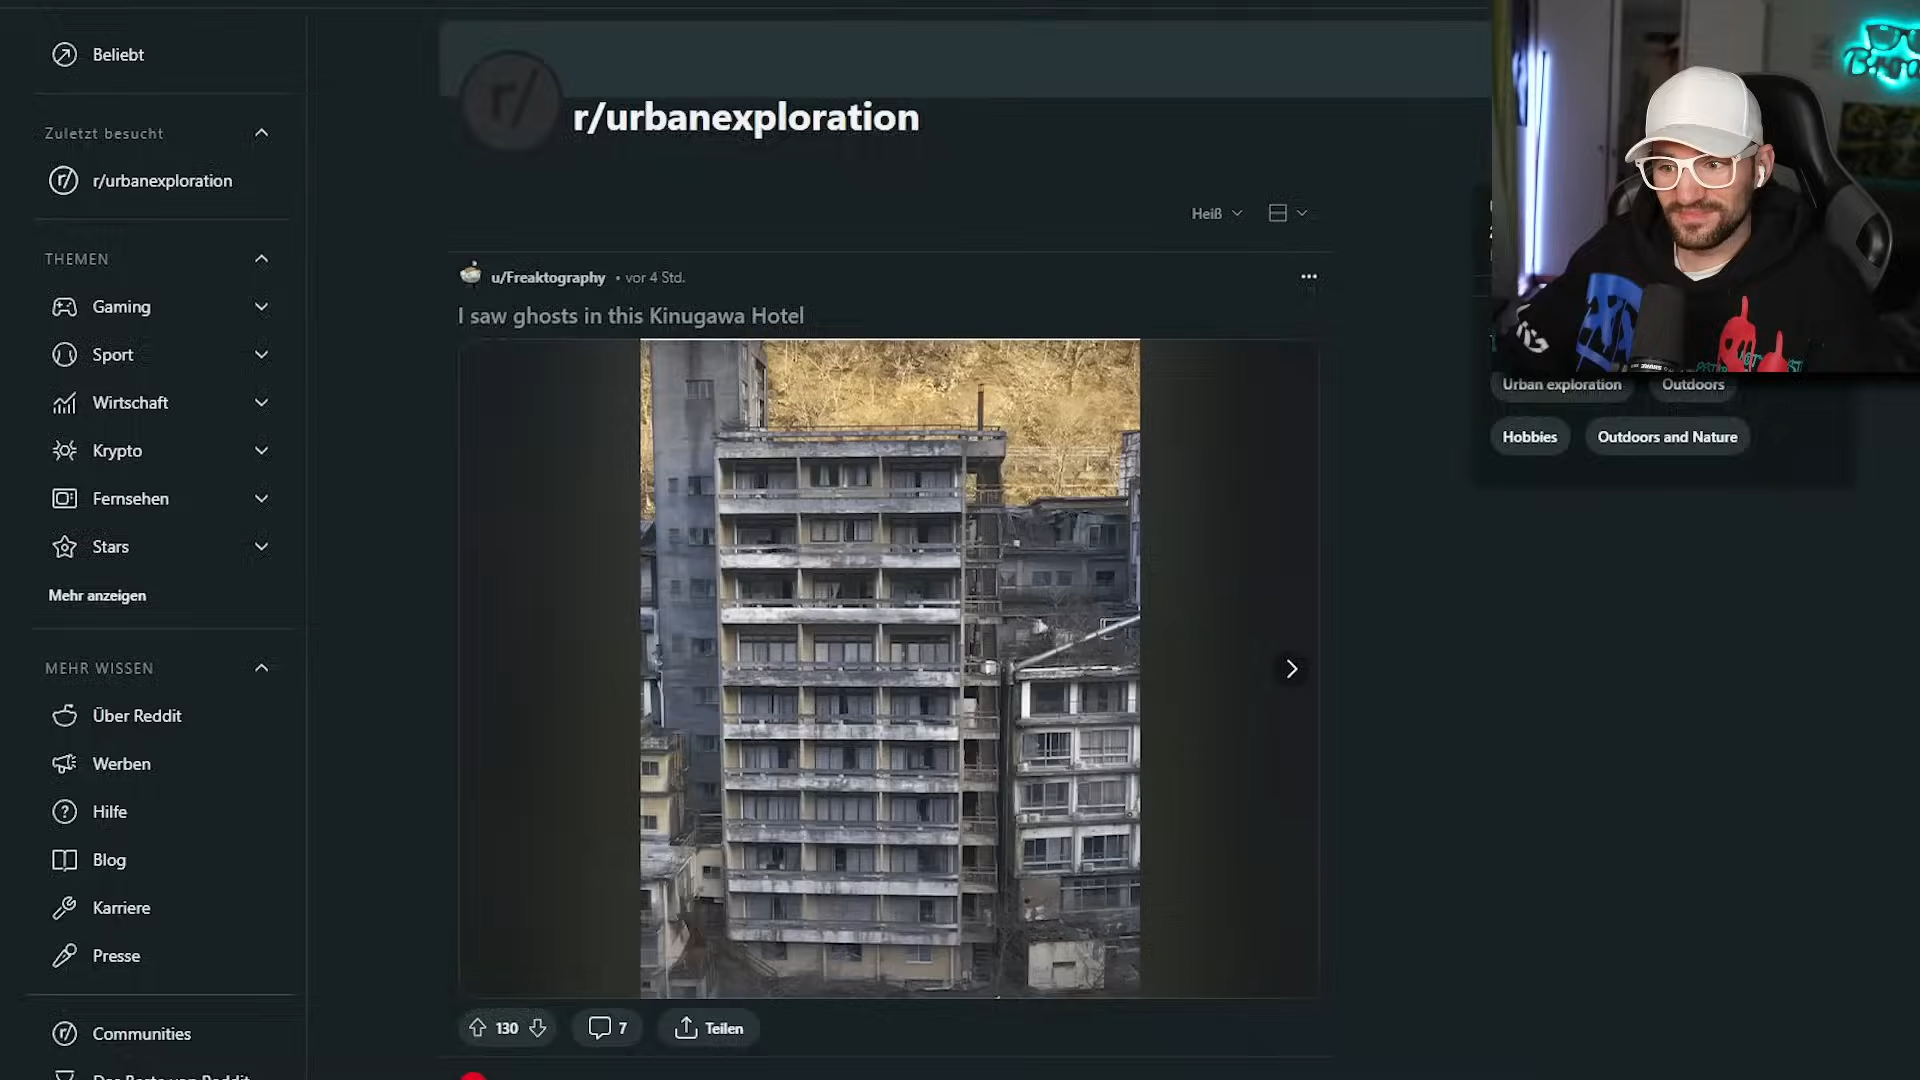 Beliebt
Zuletzt besucht
r/urbanexploration
THEMEN
Gaming
Sport
Wirtschaft
Krypto
Fernsehen
Stars
Mehr anzeigen
MEHR WISSEN
Über Reddit
Werben
Hilfe
Blog
Karriere
Presse
Communities
r/
r/urbanexploration
Heiß
u/Freaktography • vor 4 Std.
I saw ghosts in this Kinugawa Hotel
130
7
Teilen
Urban exploration
Outdoors
Hobbies
Outdoors and Nature